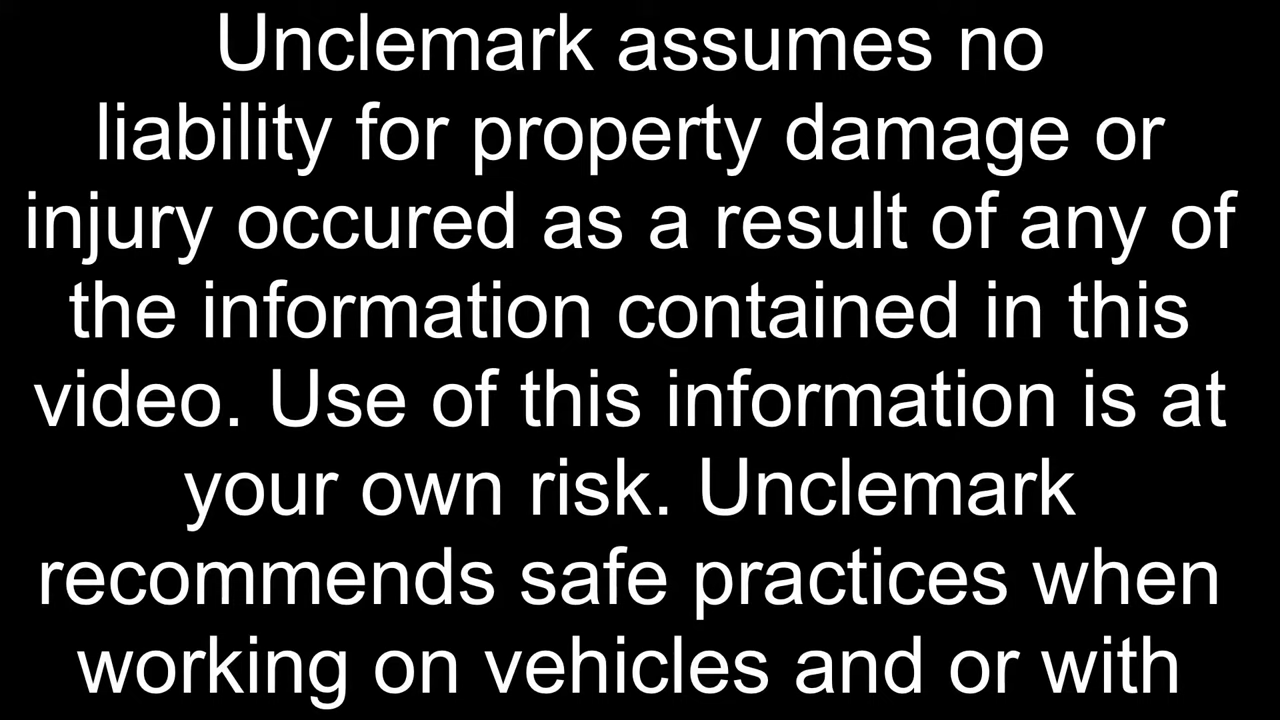 Unclemark assumes no
liability for property damage or
injury occured as a result of any of
the information contained in this
video. Use of this information is at
your own risk. Unclemark
recommends safe practices when
working on vehicles and or with